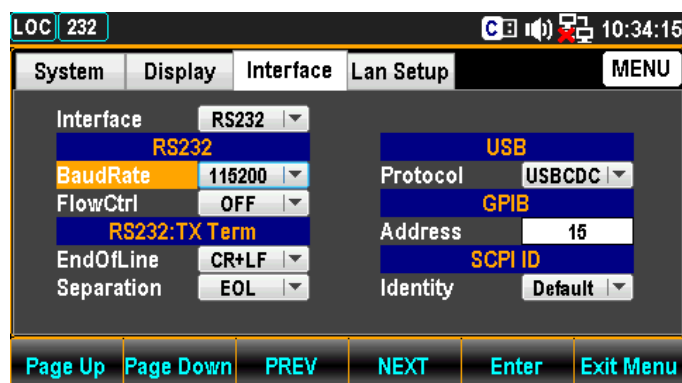 LOC 232 C 10:34:15
System Display Interface Lan Setup MENU
Interface RS232
RS232 USB
BaudRate 115200 Protocol USBCDC
FlowCtrl OFF GPIB
RS232:TX Term Address 15
EndOfLine CR+LF SCPI ID
Separation EOL Identity Default
Page Up Page Down PREV NEXT Enter Exit Menu